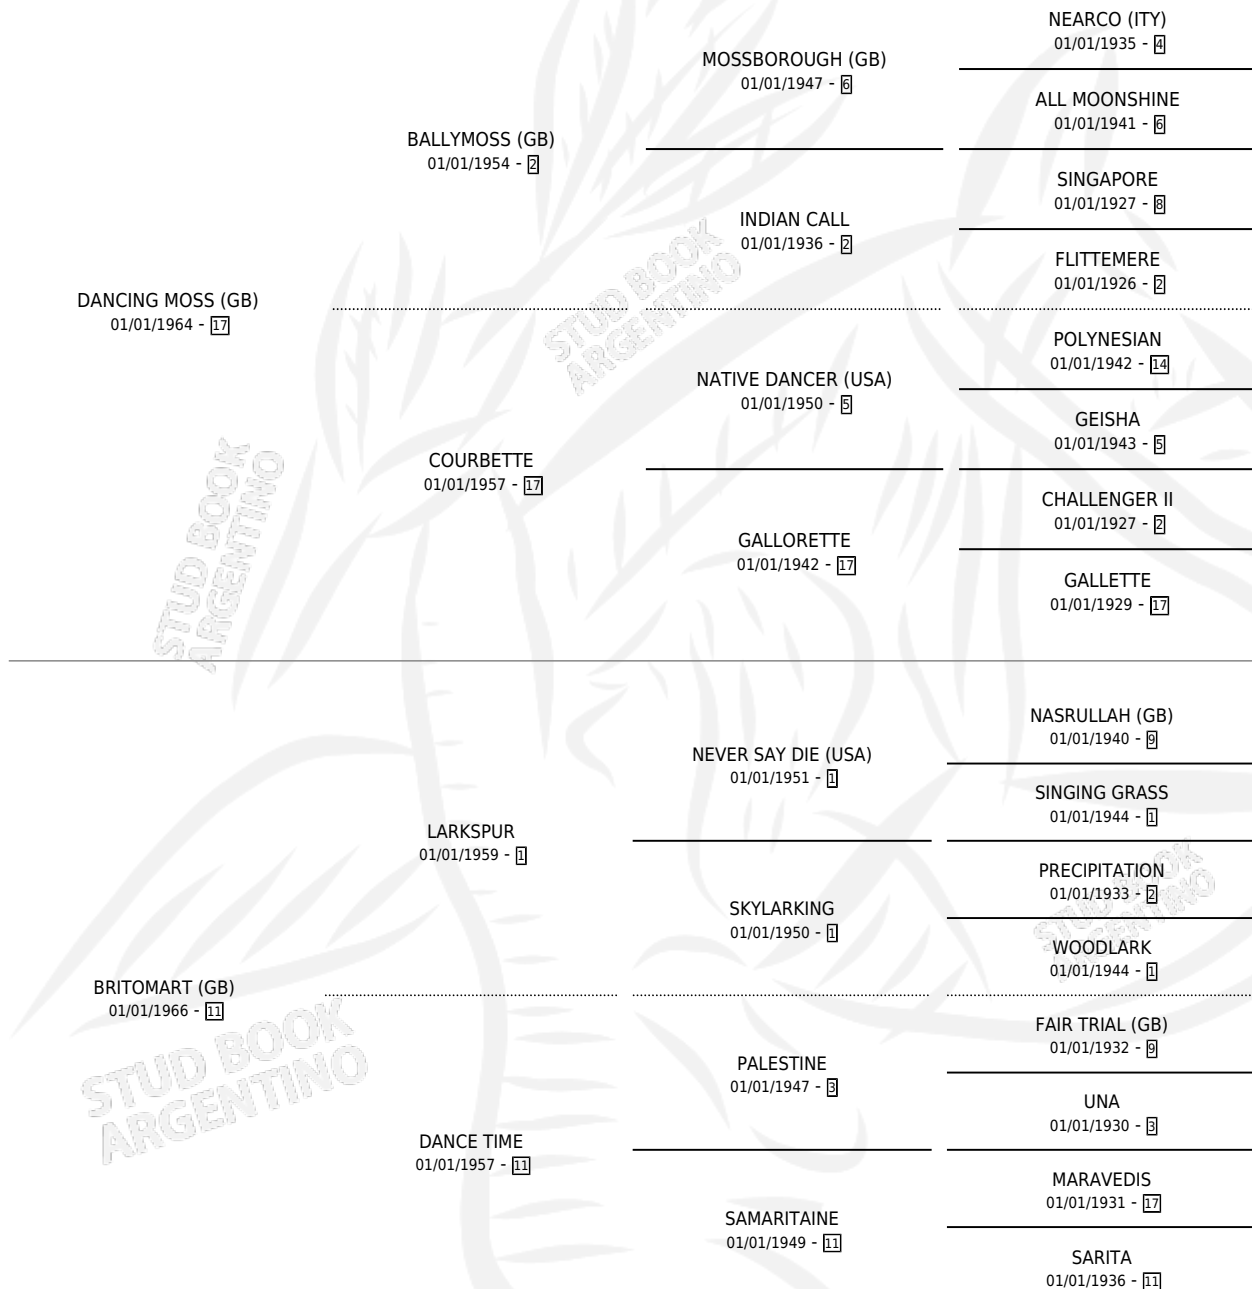 NEARCO (ITY)
01/01/1935 - 4
MOSSBOROUGH (GB)
01/01/1947 - 6
ALL MOONSHINE
01/01/1941 - 6
BALLYMOSS (GB)
01/01/1954 - 2
SINGAPORE
01/01/1927 - 8
INDIAN CALL
01/01/1936 - 2
FLITTEMERE
01/01/1926 - 2
DANCING MOSS (GB)
01/01/1964 - 17
POLYNESIAN
01/01/1942 - 14
NATIVE DANCER (USA)
01/01/1950 - 5
GEISHA
01/01/1943 - 5
COURBETTE
01/01/1957 - 17
CHALLENGER II
01/01/1927 - 2
GALLORETTE
01/01/1942 - 17
GALLETTE
01/01/1929 - 17
NASRULLAH (GB)
01/01/1940 - 9
NEVER SAY DIE (USA)
01/01/1951 - 1
SINGING GRASS
01/01/1944 - 1
LARKSPUR
01/01/1959 - 1
PRECIPITATION
01/01/1933 - 2
SKYLARKING
01/01/1950 - 1
WOODLARK
01/01/1944 - 1
BRITOMART (GB)
01/01/1966 - 11
FAIR TRIAL (GB)
01/01/1932 - 9
PALESTINE
01/01/1947 - 3
UNA
01/01/1930 - 3
DANCE TIME
01/01/1957 - 11
MARAVEDIS
01/01/1931 - 17
SAMARITAINE
01/01/1949 - 11
SARITA
01/01/1936 - 11
STUD BOOK
ARGENTINO
STUD BOOK
ARGENTINO
STUD BOOK
ARGENTINO
STUD BOOK
ARGENTINO